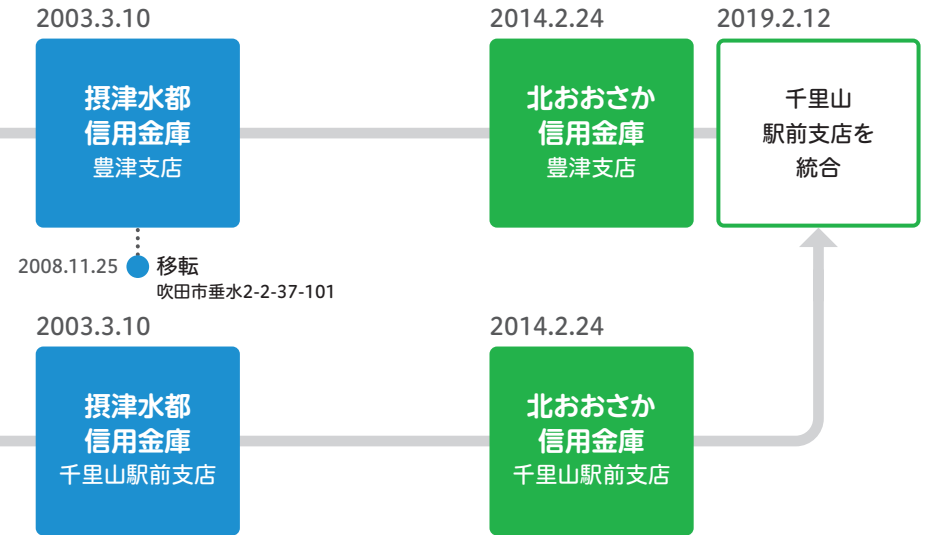 2003.3.10
2014.2.24
2019.2.12
摂津水都
信用金庫
豊津支店
北おおさか
信用金庫
豊津支店
千里山
駅前支店を
統合
2008.11.25 移転
吹田市垂水2-2-37-101
2003.3.10
2014.2.24
摂津水都
信用金庫
千里山駅前支店
北おおさか
信用金庫
千里山駅前支店